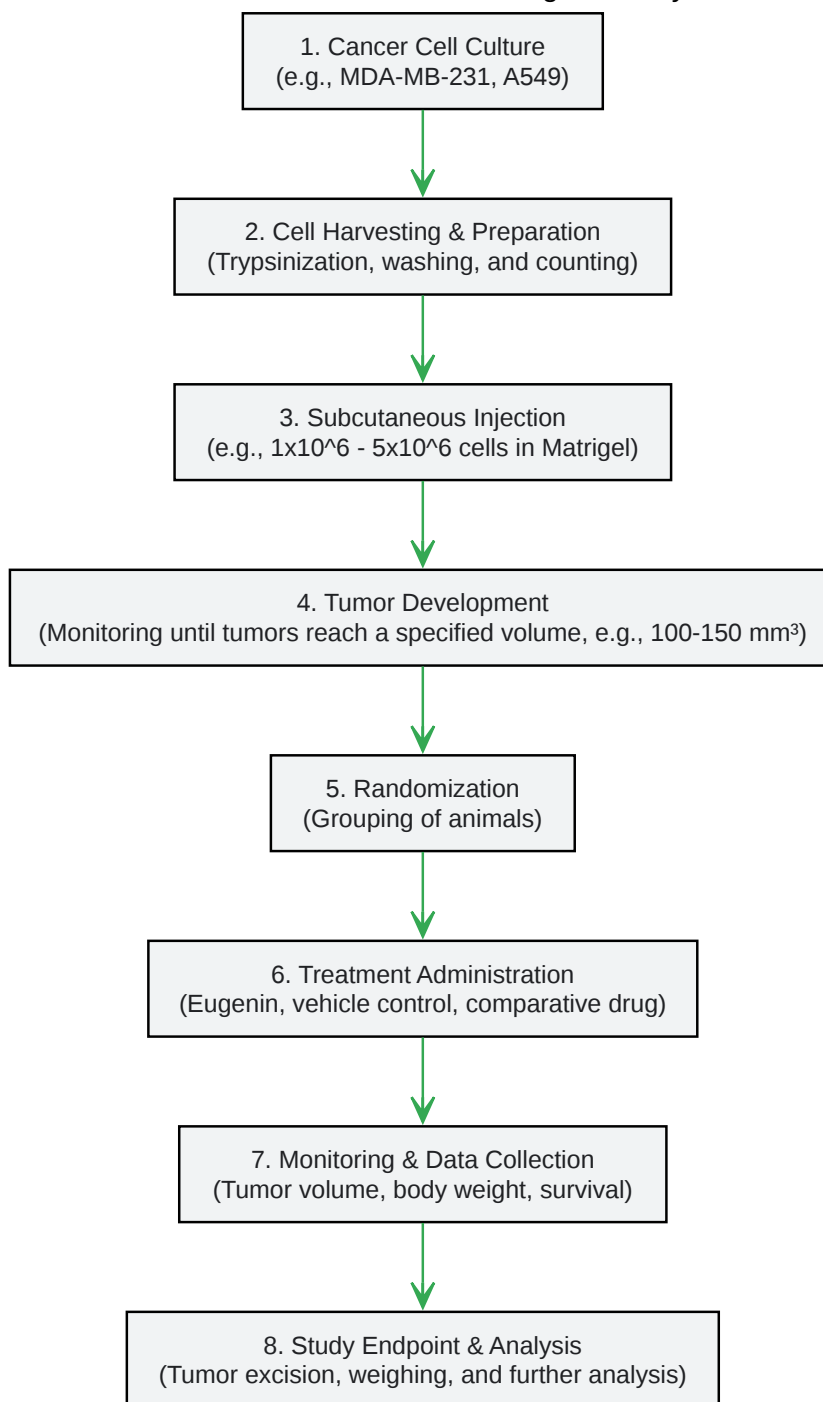 1. Cancer Cell Culture
(e.g., MDA-MB-231, A549)
2. Cell Harvesting & Preparation
(Trypsinization, washing, and counting)
3. Subcutaneous Injection
(e.g., 1x10^6 - 5x10^6 cells in Matrigel)
4. Tumor Development
(Monitoring until tumors reach a specified volume, e.g., 100-150 mm³)
5. Randomization
(Grouping of animals)
6. Treatment Administration
(Eugenin, vehicle control, comparative drug)
7. Monitoring & Data Collection
(Tumor volume, body weight, survival)
8. Study Endpoint & Analysis
(Tumor excision, weighing, and further analysis)